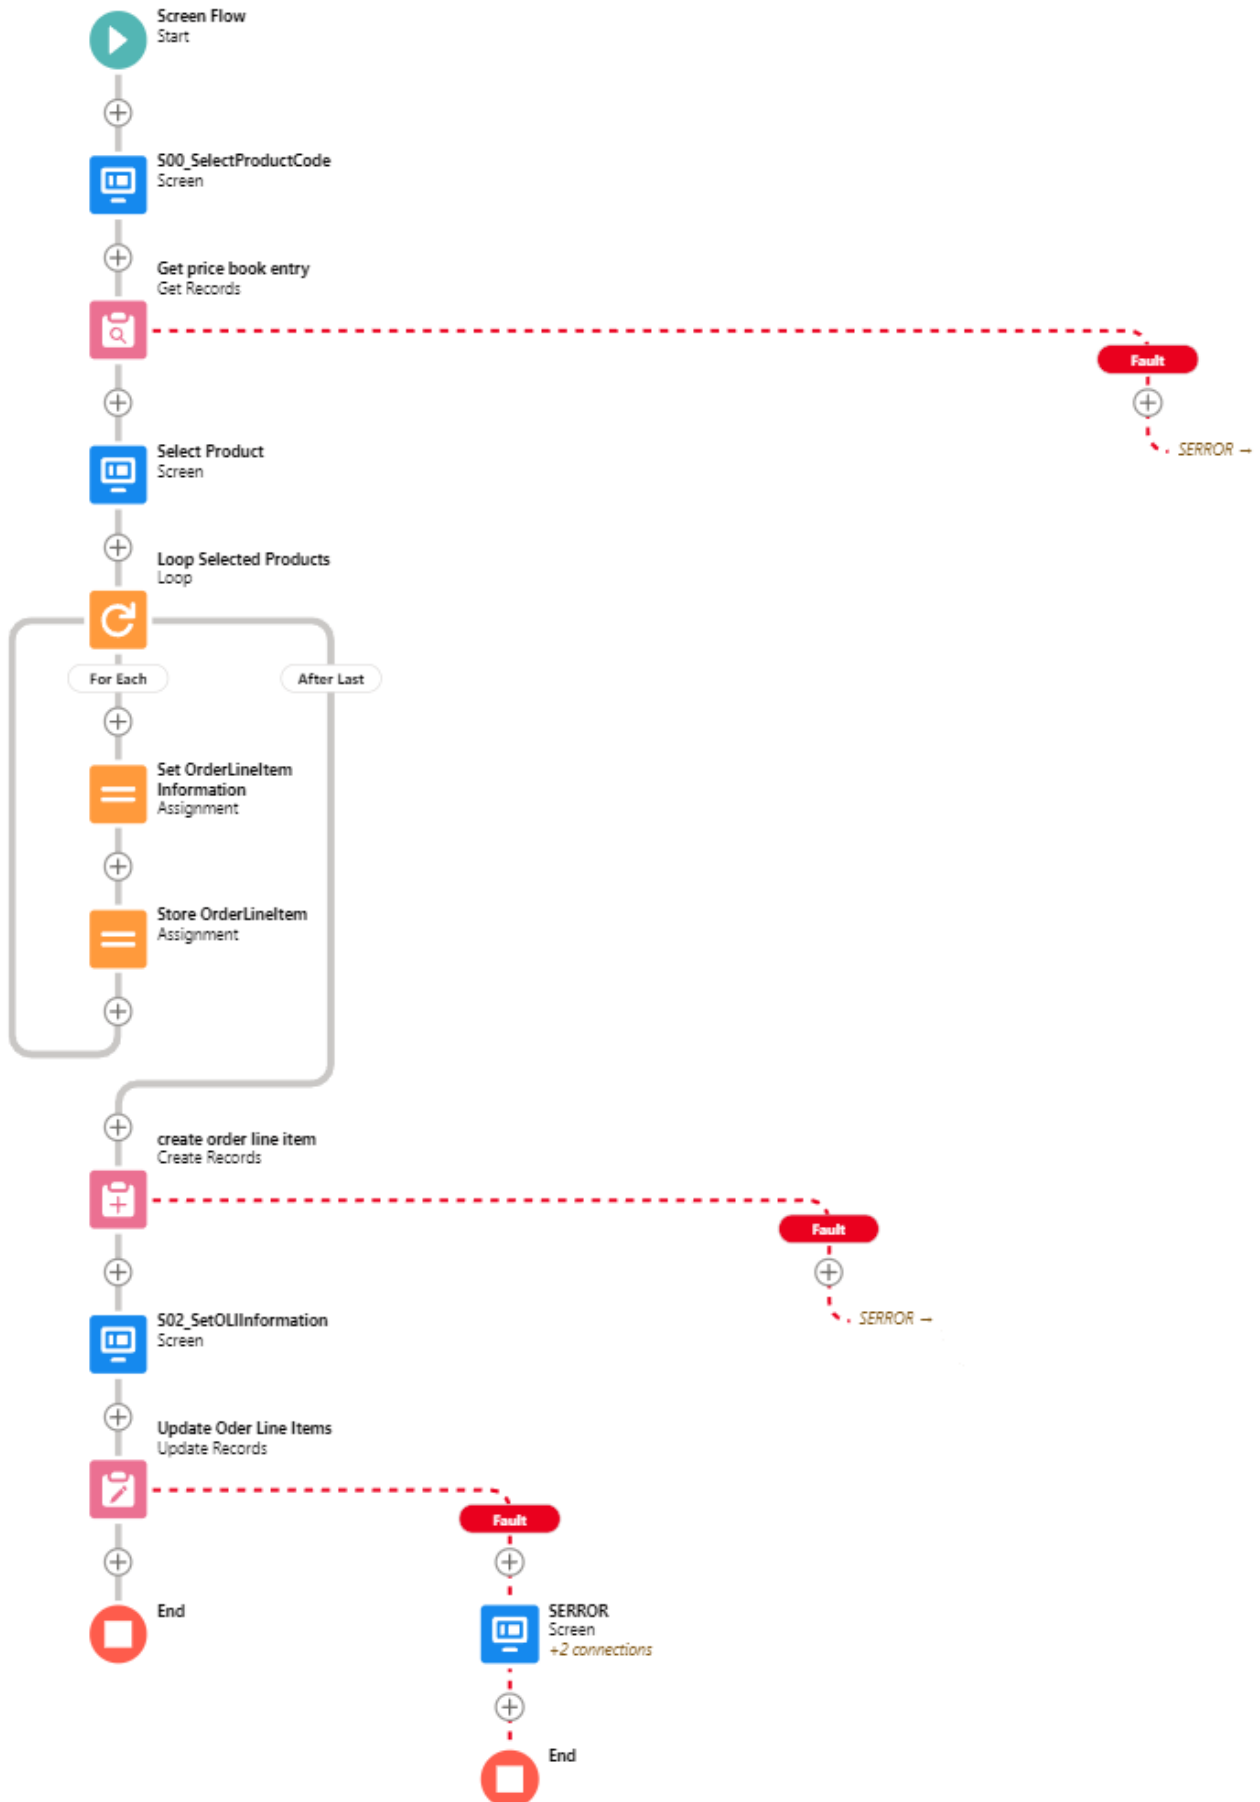 Screen Flow
Start
S00_SelectProductCode
Screen
Get price book entry
Get Records
Fault
SERROR →
Select Product
Screen
Loop Selected Products
Loop
For Each
After Last
Set OrderLineItem
Information
Assignment
Store OrderLineItem
Assignment
create order line item
Create Records
Fault
SERROR →
S02_SetOLIInformation
Screen
Update Oder Line Items
Update Records
Fault
End
SERROR
Screen
+2 connections
End